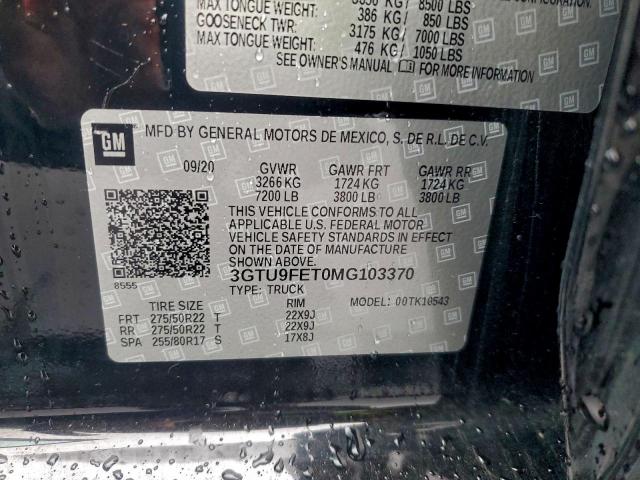 8500 LBS
386 KG / 850 LBS
GOOSENECK TWR: 3175 KG / 7000 LBS
MAX TONGUE WEIGHT: 476 KG / 1050 LBS
SEE OWNER'S MANUAL FOR MORE INFORMATION
GM
MFD BY GENERAL MOTORS DE MEXICO, S. DE R.L. DE C.V.
09/20 GVWR GAWR FRT GAWR RR
3266 KG 1724 KG 1724 KG
7200 LB 3800 LB 3800 LB
THIS VEHICLE CONFORMS TO ALL
APPLICABLE U.S. FEDERAL MOTOR
VEHICLE SAFETY STANDARDS IN
EFFECT ON THE DATE OF MANUFACTURE
SHOWN ABOVE.
8555
3GTU9FET0MG103370
TYPE: TRUCK MODEL: 00TK10543
TIRE SIZE RIM
FRT 275/50R22 T 22X9J
RR 275/50R22 T 22X9J
SPA 255/80R17 S 17X8J